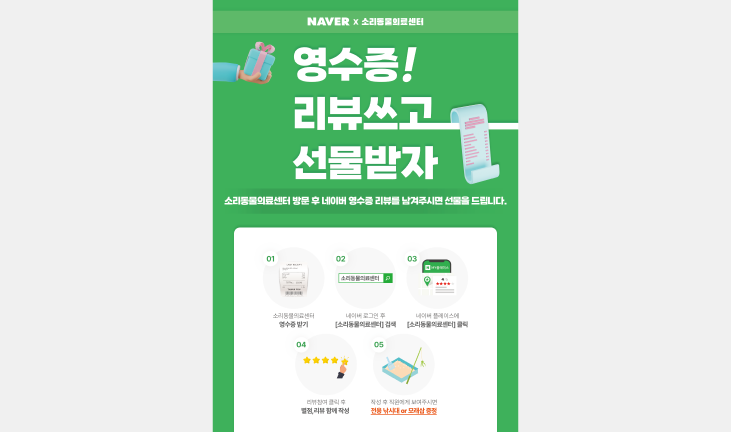 NAVER x 소리동물의료센터
영수증!
리뷰쓰고
선물받자
소리동물의료센터 방문 후 네이버 영수증 리뷰를 남겨주시면 선물을 드립니다.
01
02
03
소리동물의료센터
소리동물의료센터
영수증 받기
네이버 로그인 후
[소리동물의료센터] 검색
네이버 플레이스에
[소리동물의료센터] 클릭
04
05
리뷰참여 클릭 후
별점,리뷰 함께 작성
작성 후 직원에게 보여주시면
전용 낚시대 or 모래삽 증정